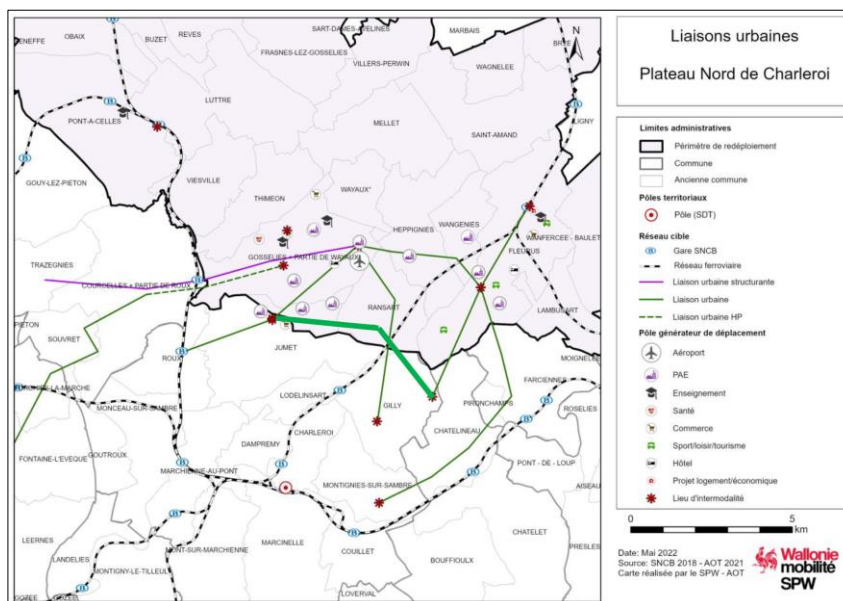 SART-DAMES-AVELINES
MARBAIS
OBAIX
BUZET
REVES
FRASNES-LEZ-GOSSELIES
VILLERS-PERWIN
BRYE
N
WAGNELEE
LUTTRE
LIGNY
PONT-A-CELLES
MELLET
SAINT-AMAND
GOUY-LEZ-PIETON
VIESVILLE
THIMEON
WAYAUX*
HEPPIGNIES
WANGENIES
WANFERCEE - BAULET
FLEURUS
GOSSELIES + PARTIE DE WAYAUX
TRAZEGNIES
COURCELLES + PARTIE DE ROUX
RANSART
LAMBUSART
PIETON
SOUVRET
JUMET
ROUX
LODELINSART
FARCIENNES
MONCEAU-SUR-SAMBRE
GILLY
PIRONCHAMPS
ROSELIES
CHATELINEAU
CHARLEROI
DAMPREMY
FONTAINE-L'EVEQUE
GOUTROUX
MARCHIENNE-AU-PONT
PONT - DE - LOUP
MONTIGNIES-SUR-SAMBRE
AISEAU
LEERNES
MONT-SUR-MARCHIENNE
MARCINELLE
COUILLET
CHATELET
PRESLES
LANDELIES
MONTIGNY-LE-TILLEUL
BOUFFIOULX
LOVERVAL
GOZEE
Liaisons urbaines
Plateau Nord de Charleroi
Limites administratives
Périmètre de redéploiement
Commune
Ancienne commune
Pôles territoriaux
Pôle (SDT)
Réseau cible
Gare SNCB
Réseau ferroviaire
Liaison urbaine structurante
Liaison urbaine
Liaison urbaine HP
Pôle générateur de déplacement
Aéroport
PAE
Enseignement
Santé
Commerce
Sport/loisir/tourisme
Hôtel
Projet logement/économique
Lieu d'intermodalité
0 5
km
Date: Mai 2022
Source: SNCB 2018 - AOT 2021
Carte réalisée par le SPW - AOT
Wallonie
mobilité
SPW